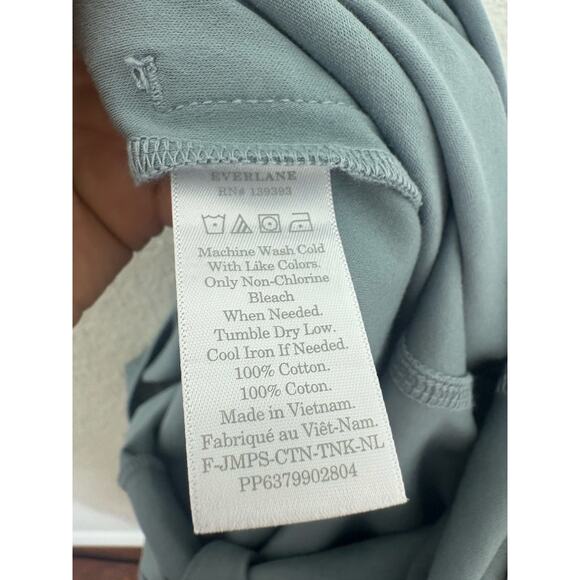 EVERLANE
RN# 139393
Machine Wash Cold
With Like Colors.
Only Non-Chlorine
Bleach
When Needed.
Tumble Dry Low.
Cool Iron If Needed.
100% Cotton.
100% Coton.
Made in Vietnam.
Fabriqué au Viêt-Nam.
F-JMPS-CTN-TNK-NL
PP6379902804